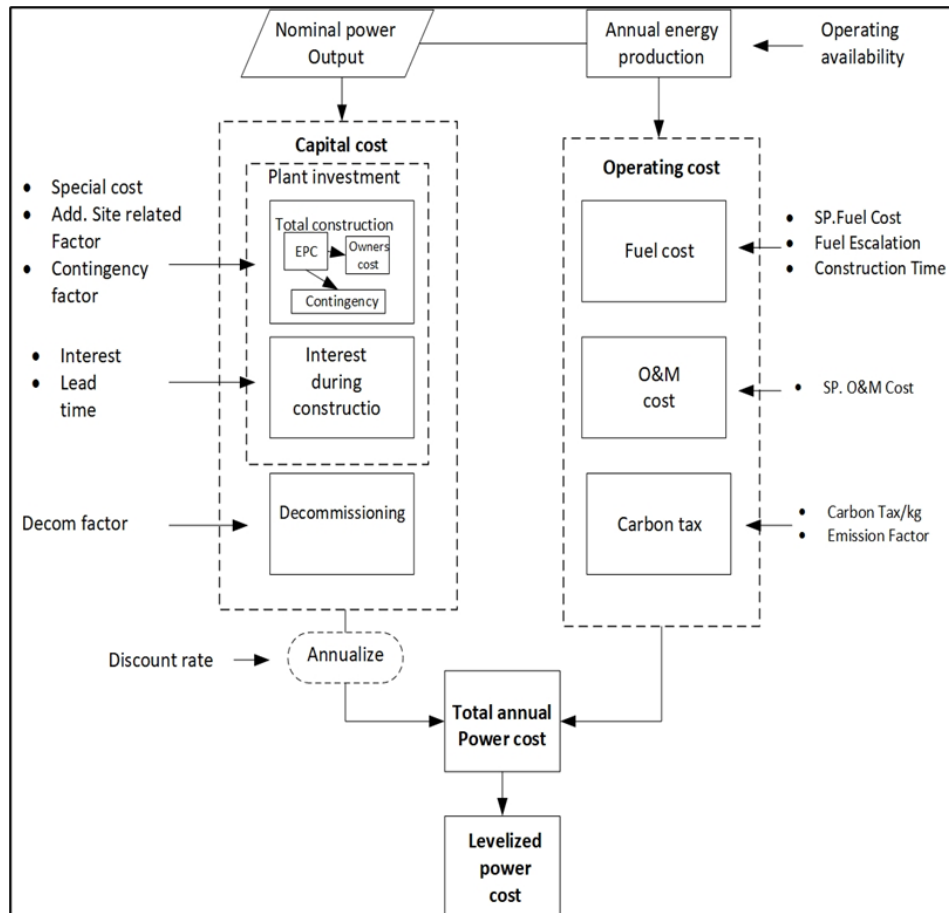 Nominal power
Output
Annual energy
production
Operating
availability
Capital cost
Plant investment
• Special cost
• Add. Site related
Factor
• Contingency
factor
Total construction
EPC
Owners
cost
Contingency
• Interest
• Lead
time
Interest
during
constructio
Decom factor
Decommissioning
Operating cost
Fuel cost
• SP.Fuel Cost
• Fuel Escalation
• Construction Time
O&M
cost
• SP. O&M Cost
Carbon tax
• Carbon Tax/kg
• Emission Factor
Discount rate
Annualize
Total annual
Power cost
Levelized
power
cost